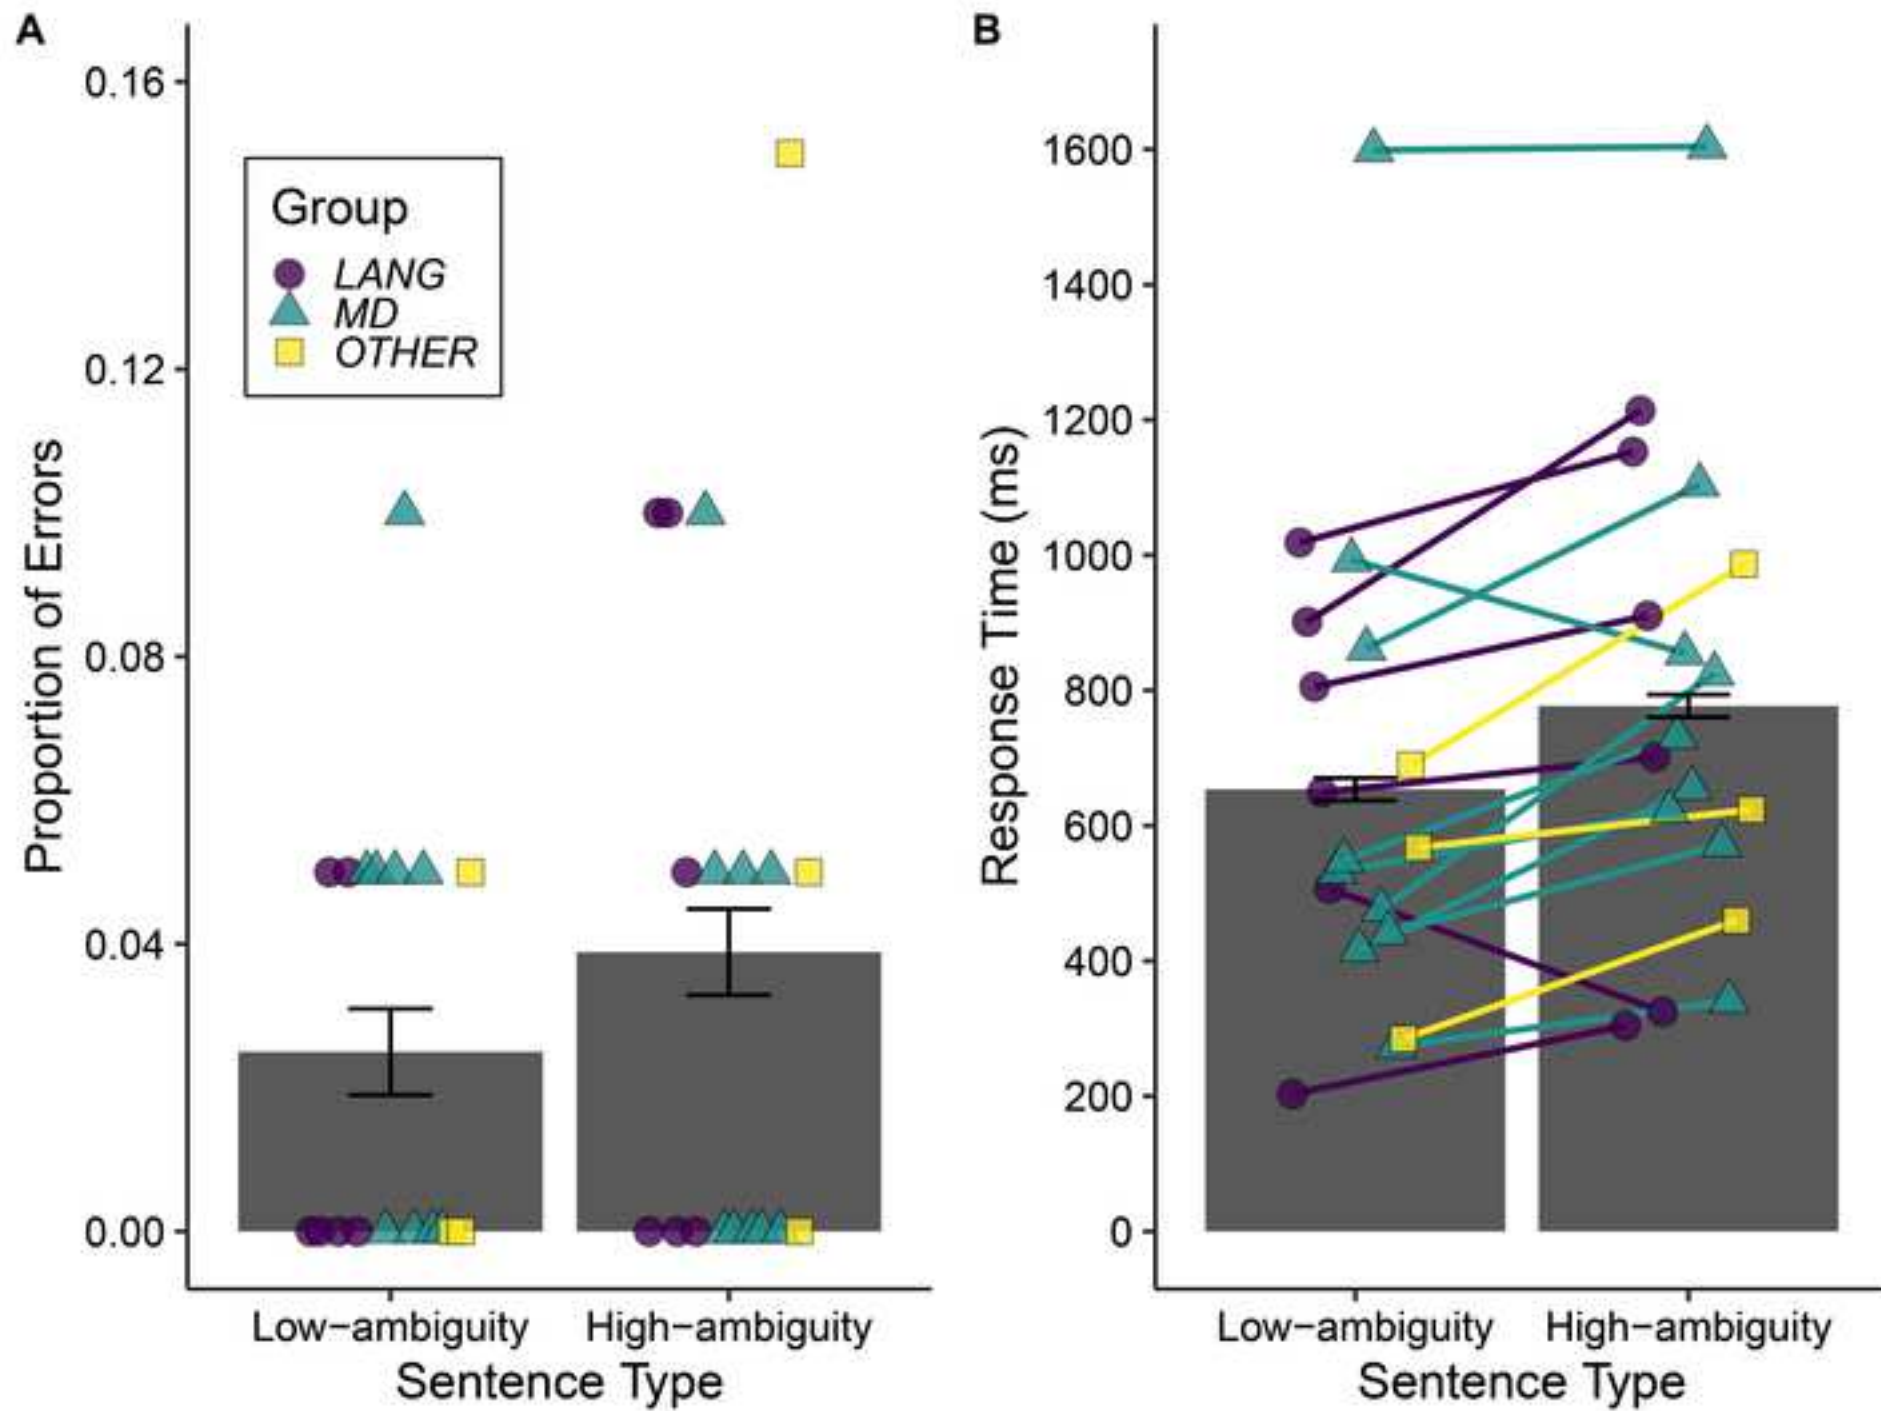 A
0.16
0.12
0.08
0.04
0.00
Proportion of Errors
Group
LANG
MD
OTHER
Low−ambiguity
High−ambiguity
Sentence Type
B
1600
1400
1200
1000
800
600
400
200
0
Response Time (ms)
Low−ambiguity
High−ambiguity
Sentence Type